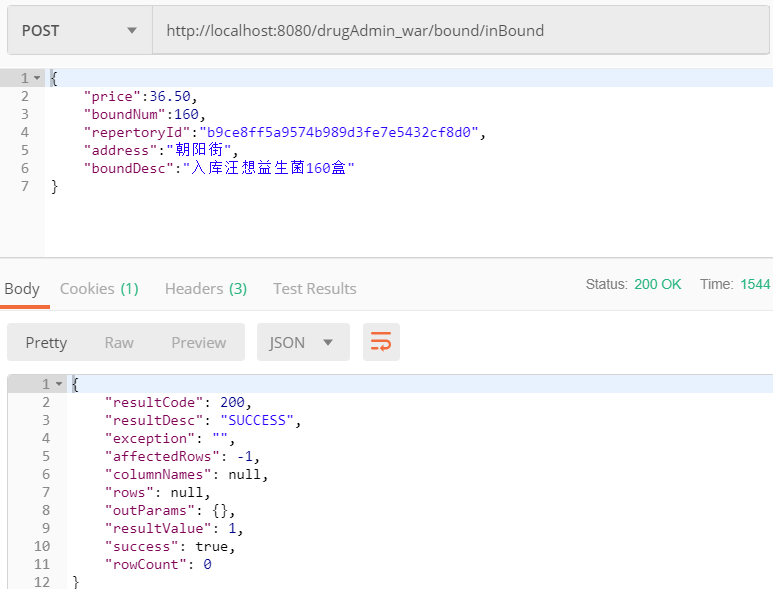 POST http://localhost:8080/drugAdmin_war/bound/inBound
1 {
2 "price":36.50,
3 "boundNum":160,
4 "repertoryId":"b9ce8ff5a9574b989d3fe7e5432cf8d0",
5 "address":"朝阳街",
6 "boundDesc":"入库汪想益生菌160盒"
7 }
Body Cookies (1) Headers (3) Test Results Status: 200 OK Time: 1544
Pretty Raw Preview JSON
1 {
2 "resultCode": 200,
3 "resultDesc": "SUCCESS",
4 "exception": "",
5 "affectedRows": -1,
6 "columnNames": null,
7 "rows": null,
8 "outParams": {},
9 "resultValue": 1,
10 "success": true,
11 "rowCount": 0
12 }